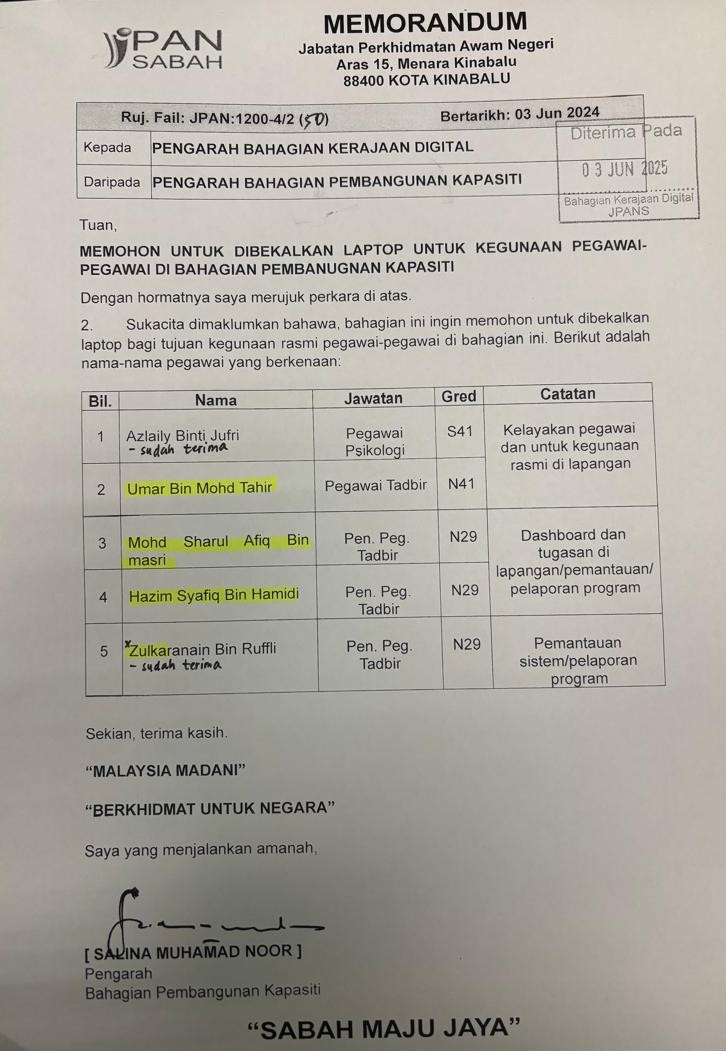 JPAN
SABAH
MEMORANDUM
Jabatan Perkhidmatan Awam Negeri
Aras 15, Menara Kinabalu
88400 KOTA KINABALU
Ruj. Fail: JPAN:1200-4/2 (50)
Bertarikh: 03 Jun 2024
Kepada PENGARAH BAHAGIAN KERAJAAN DIGITAL
Daripada PENGARAH BAHAGIAN PEMBANGUNAN KAPASITI
Diterima Pada
03 JUN 2025
Bahagian Kerajaan Digital
JPANS
Tuan,
MEMOHON UNTUK DIBEKALKAN LAPTOP UNTUK KEGUNAAN PEGAWAI-
PEGAWAI DI BAHAGIAN PEMBANUGNAN KAPASITI
Dengan hormatnya saya merujuk perkara di atas.
2. Sukacita dimaklumkan bahawa, bahagian ini ingin memohon untuk dibekalkan
laptop bagi tujuan kegunaan rasmi pegawai-pegawai di bahagian ini. Berikut adalah
nama-nama pegawai yang berkenaan:
Bil. Nama Jawatan Gred Catatan
1 Azlaily Binti Jufri
- sudah terima
Pegawai
Psikologi
S41
Kelayakan pegawai
dan untuk kegunaan
rasmi di lapangan
2 Umar Bin Mohd Tahir Pegawai Tadbir N41
3 Mohd Sharul Afiq Bin
masri
Pen. Peg.
Tadbir
N29
Dashboard dan
tugasan di
lapangan/pemantauan/
pelaporan program
4 Hazim Syafiq Bin Hamidi
Pen. Peg.
Tadbir
N29
5 *Zulkaranain Bin Ruffli
- sudah terima
Pen. Peg.
Tadbir
N29
Pemantauan
sistem/pelaporan
program
Sekian, terima kasih.
“MALAYSIA MADANI”
“BERKHIDMAT UNTUK NEGARA”
Saya yang menjalankan amanah,
[ SALINA MUHAMAD NOOR ]
Pengarah
Bahagian Pembangunan Kapasiti
“SABAH MAJU JAYA”